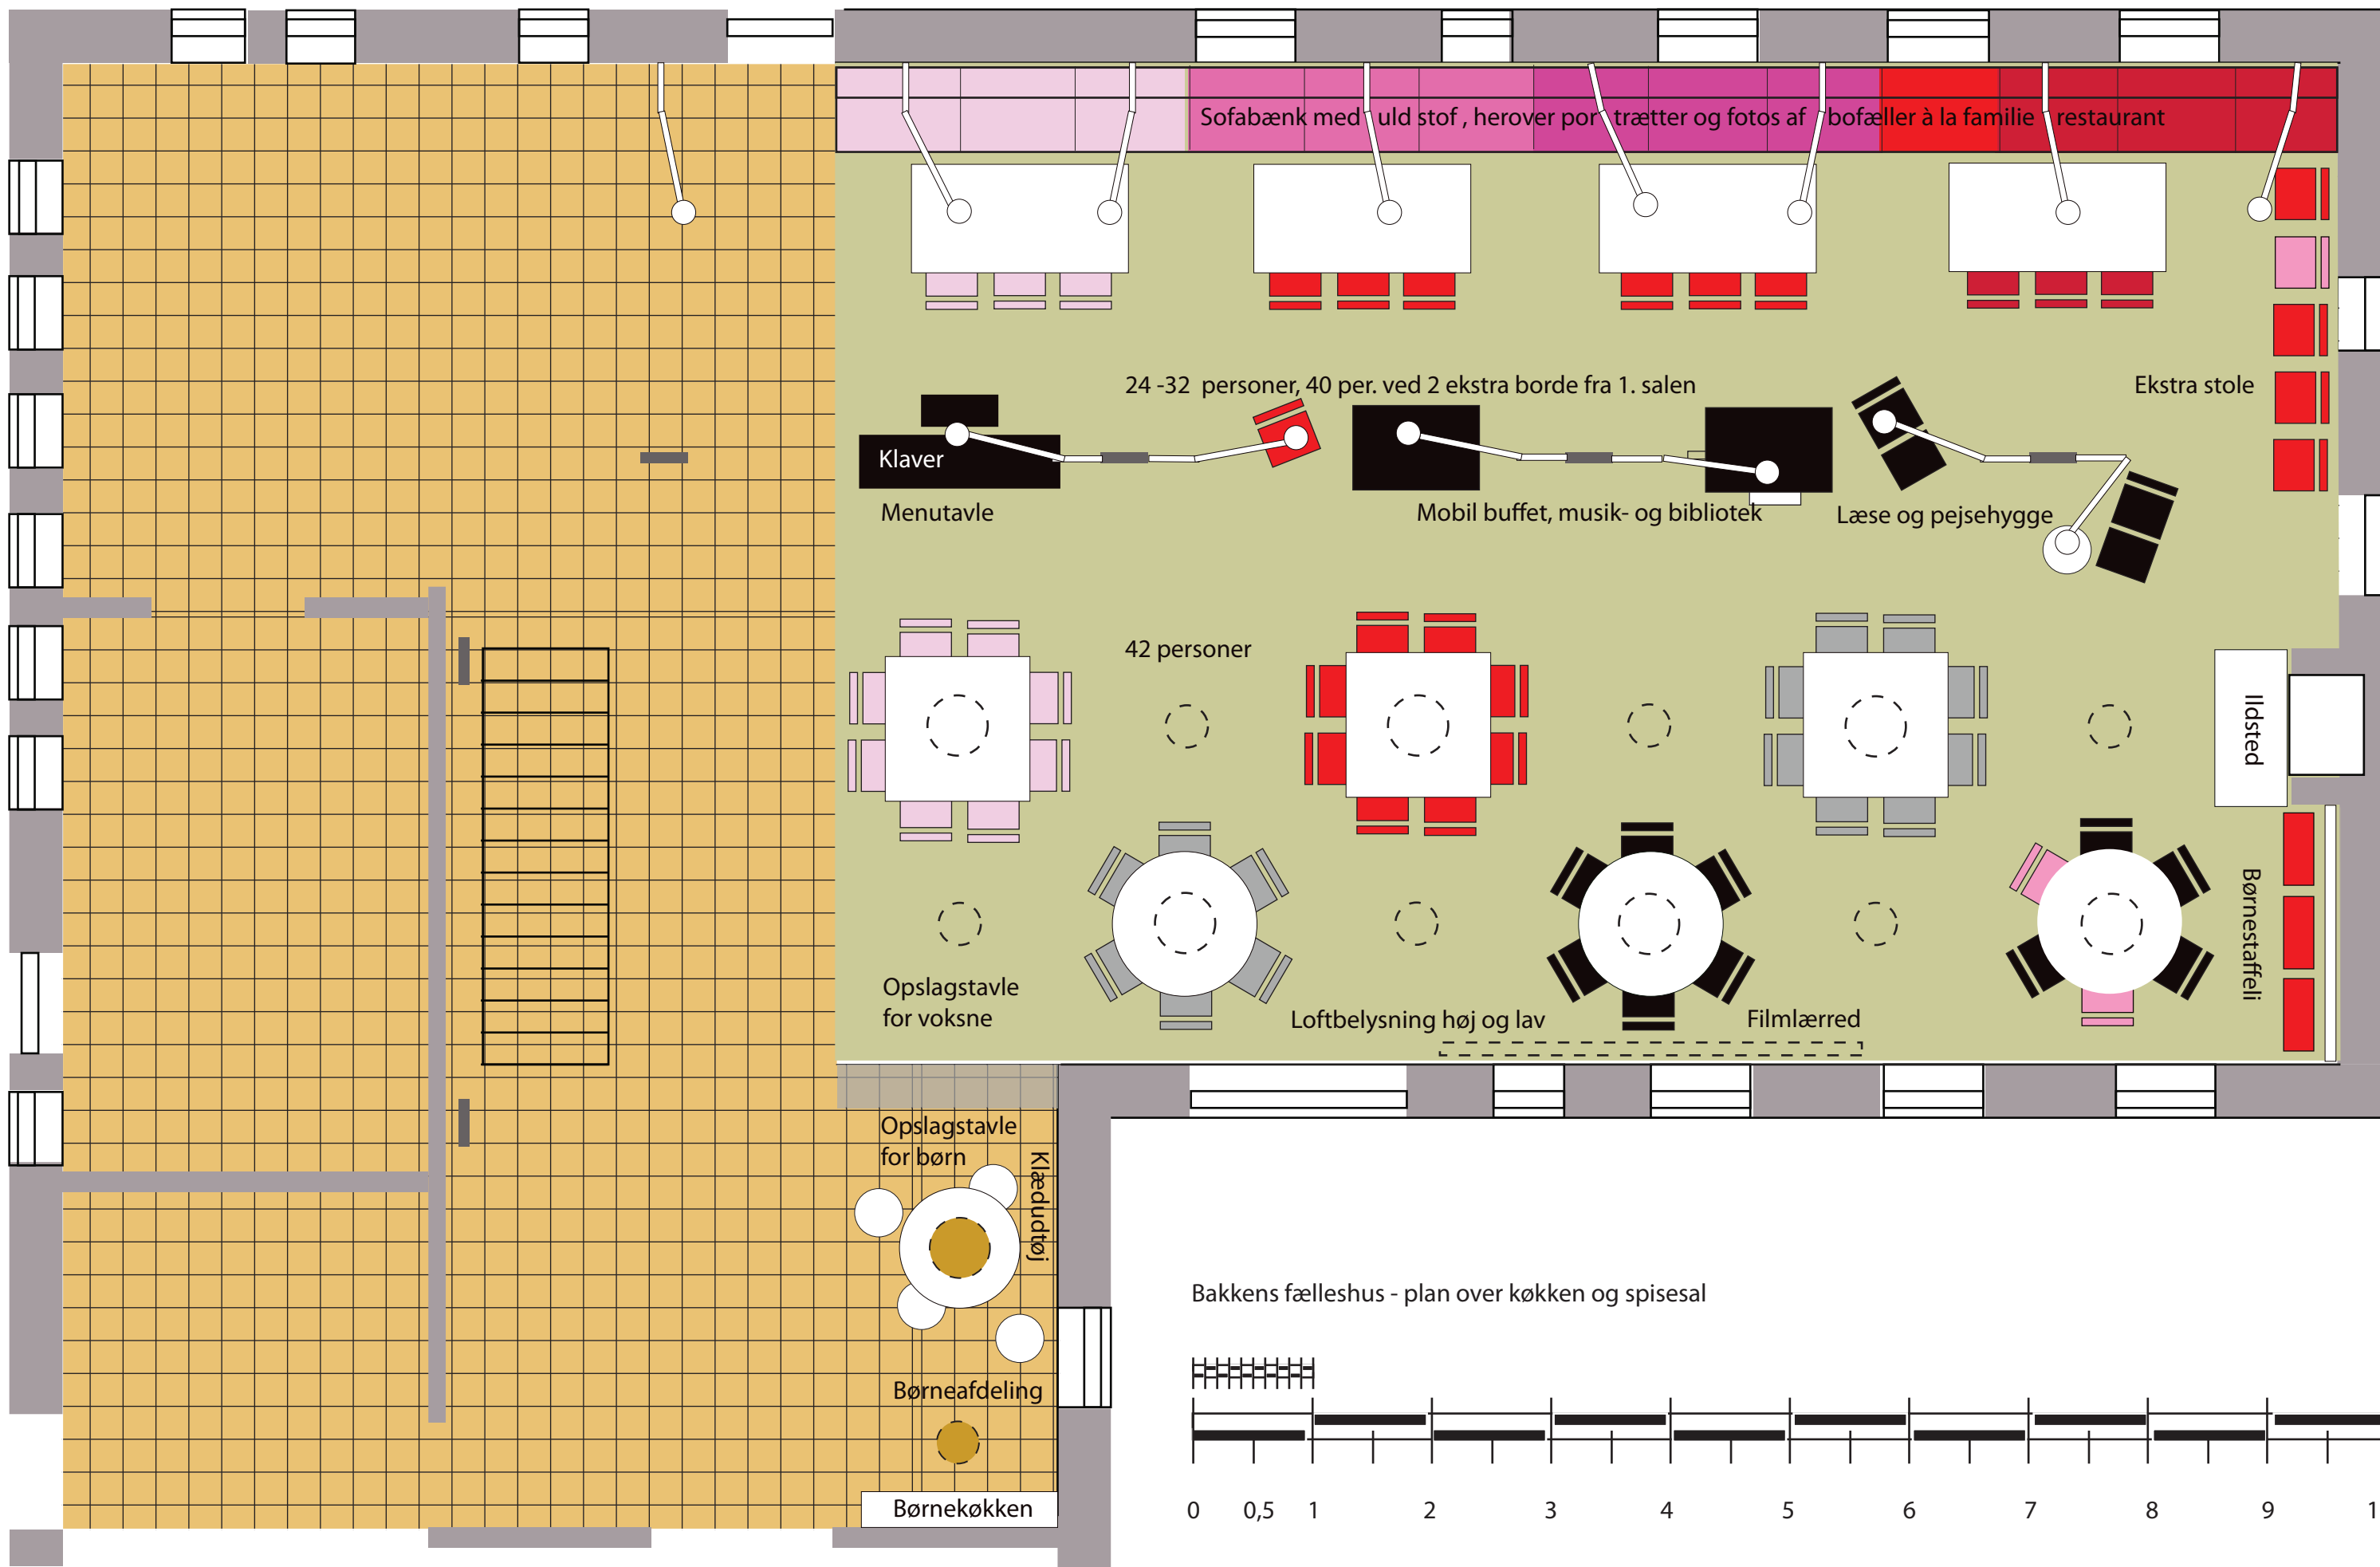 Sofabænk med uld stof , herover por trætter og fotos af bofæller à la familie restaurant
24 -32 personer, 40 per. ved 2 ekstra borde fra 1. salen
Ekstra stole
Klaver
Menutavle
Mobil buffet, musik- og bibliotek
Læse og pejsehygge
42 personer
Ildsted
Børnestaffeli
Opslagstavle
for voksne
Loftbelysning høj og lav
Filmlærred
Opslagstavle
for børn
Klædudtøj
Børneafdeling
Børnekøkken
Bakkens fælleshus - plan over køkken og spisesal
0 0,5 1 2 3 4 5 6 7 8 9 1